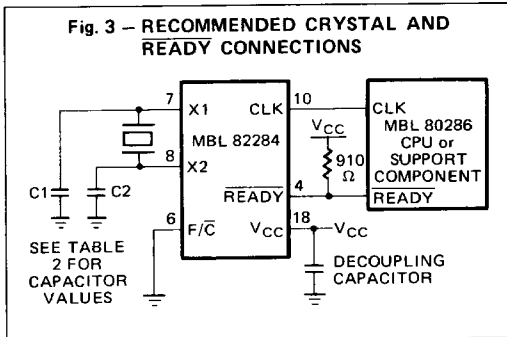 Fig. 3 – RECOMMENDED CRYSTAL AND
READY CONNECTIONS
7
X1
CLK
10
CLK
MBL 82284
VCC
MBL 80286
CPU or
SUPPORT
COMPONENT
8
X2
910
Ω
C1
C2
READY
4
READY
6
F/C
VCC
18
VCC
SEE TABLE
2 FOR
CAPACITOR
VALUES
DECOUPLING
CAPACITOR